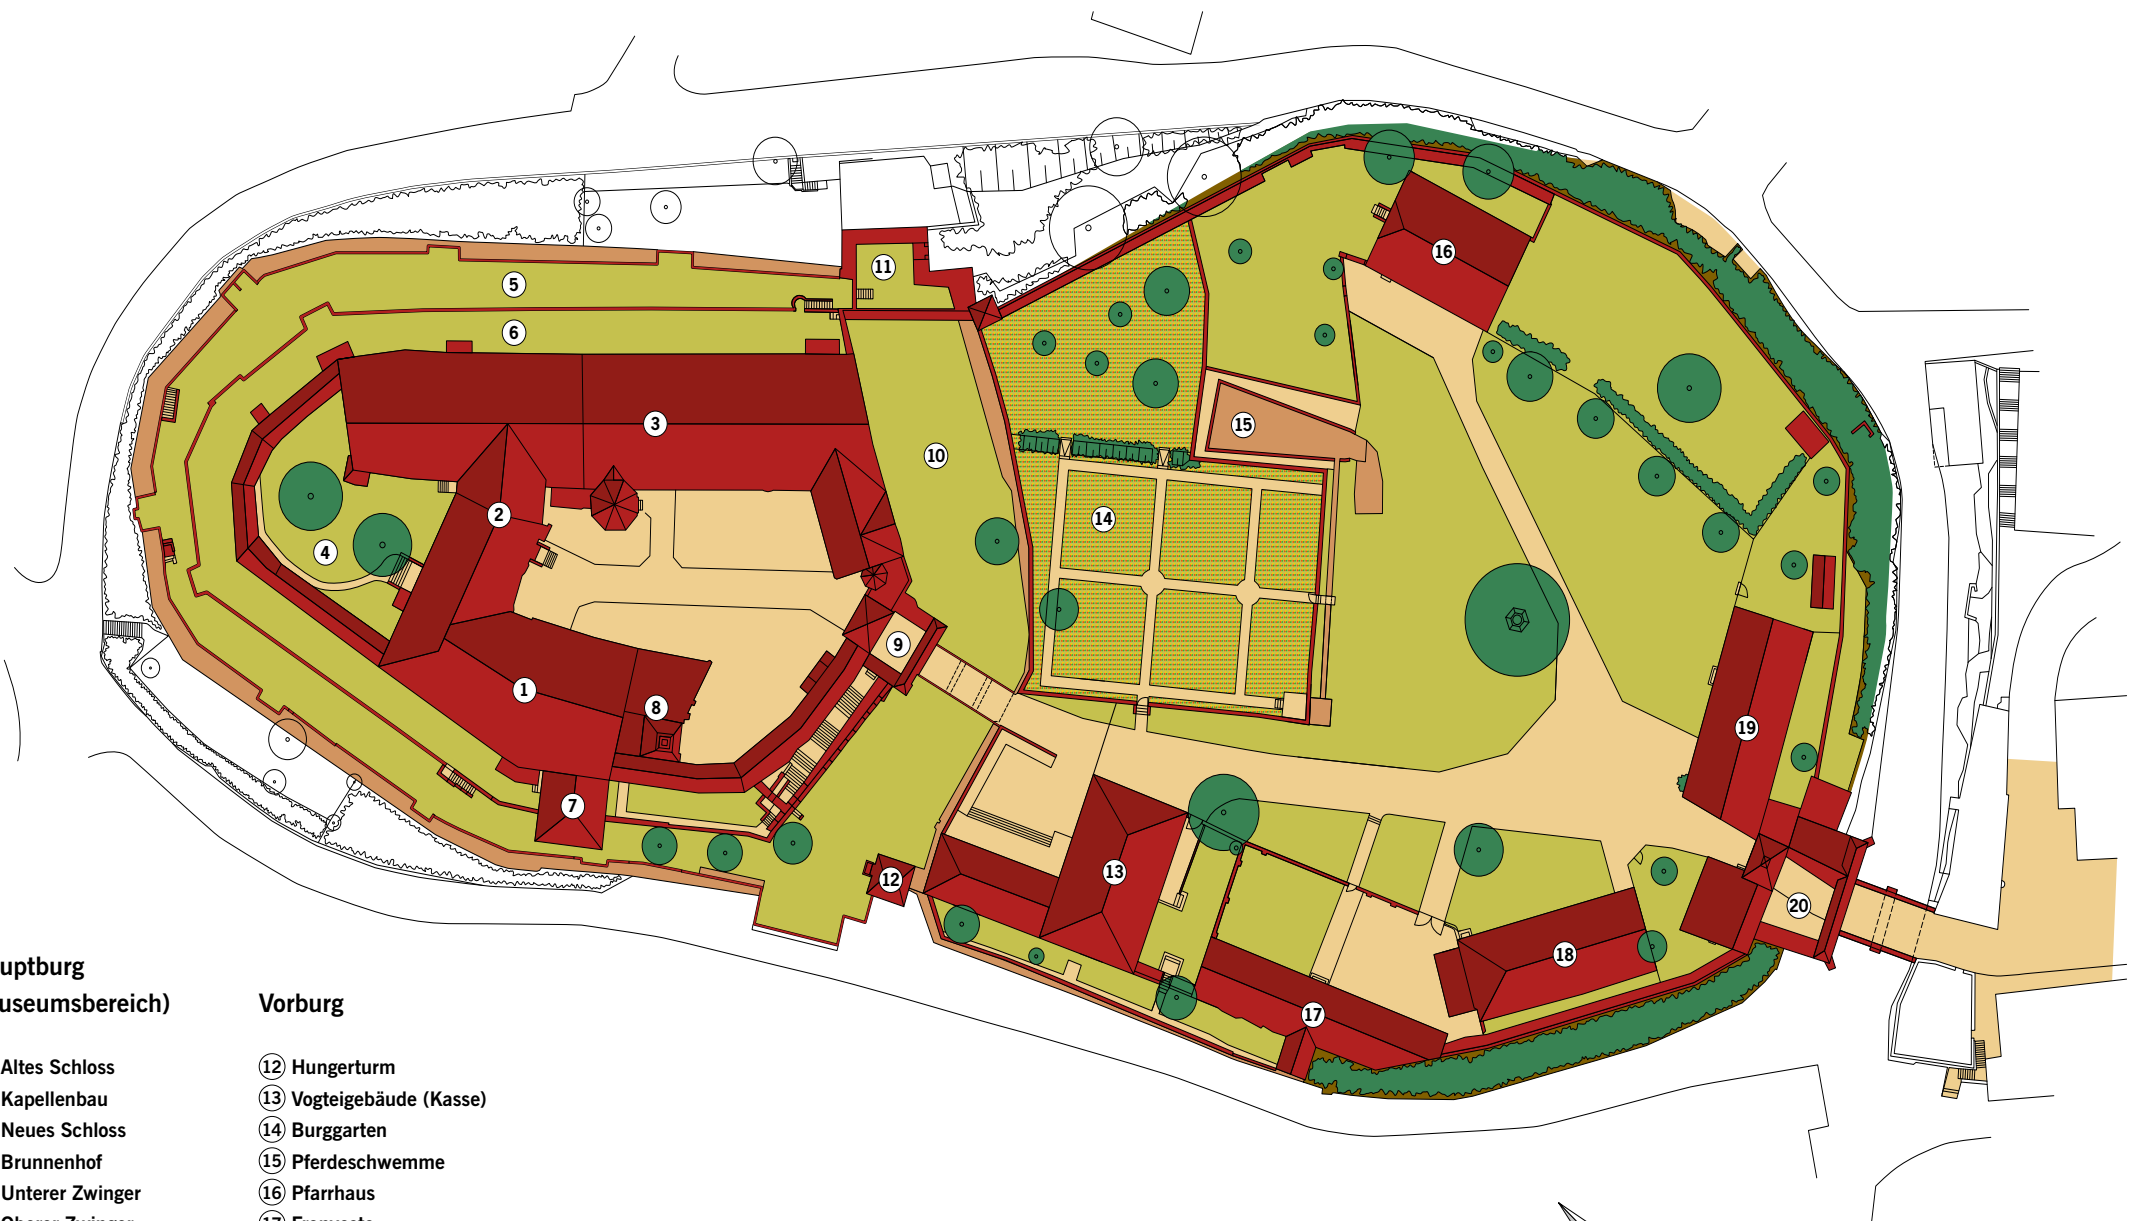 5
11
16
6
3
15
10
2
14
4
9
1
8
19
7
13
12
20
18
17
uptburg
useumsbereich)
Vorburg
Altes Schloss
Kapellenbau
Neues Schloss
Brunnenhof
Unterer Zwinger
12 Hungerturm
13 Vogteigebäude (Kasse)
14 Burggarten
15 Pferdeschwemme
16 Pfarrhaus